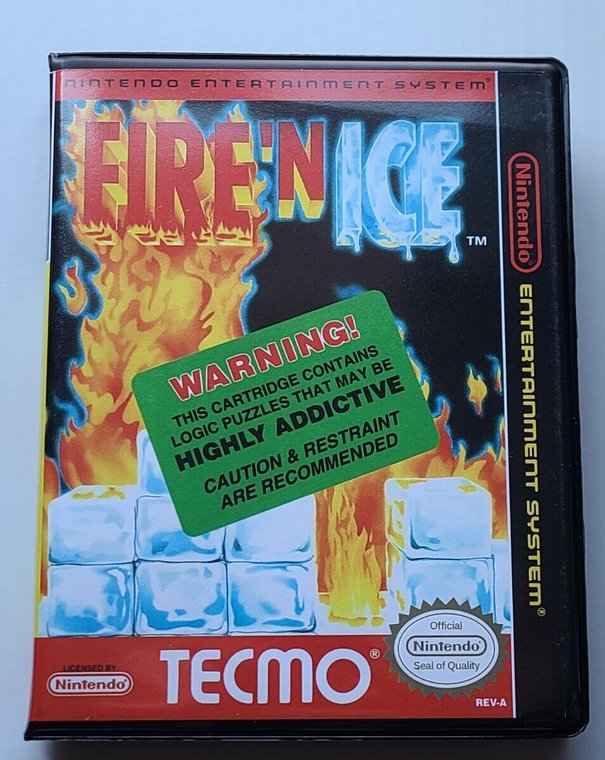 NINTENDO ENTERTAINMENT SYSTEM®
FIRE 'N ICE
™
WARNING!
THIS CARTRIDGE CONTAINS
LOGIC PUZZLES THAT MAY BE
HIGHLY ADDICTIVE
CAUTION & RESTRAINT
ARE RECOMMENDED
LICENSED BY
Nintendo®
TECMO®
Official
Nintendo®
Seal of Quality
REV-A
Nintendo®
ENTERTAINMENT SYSTEM®